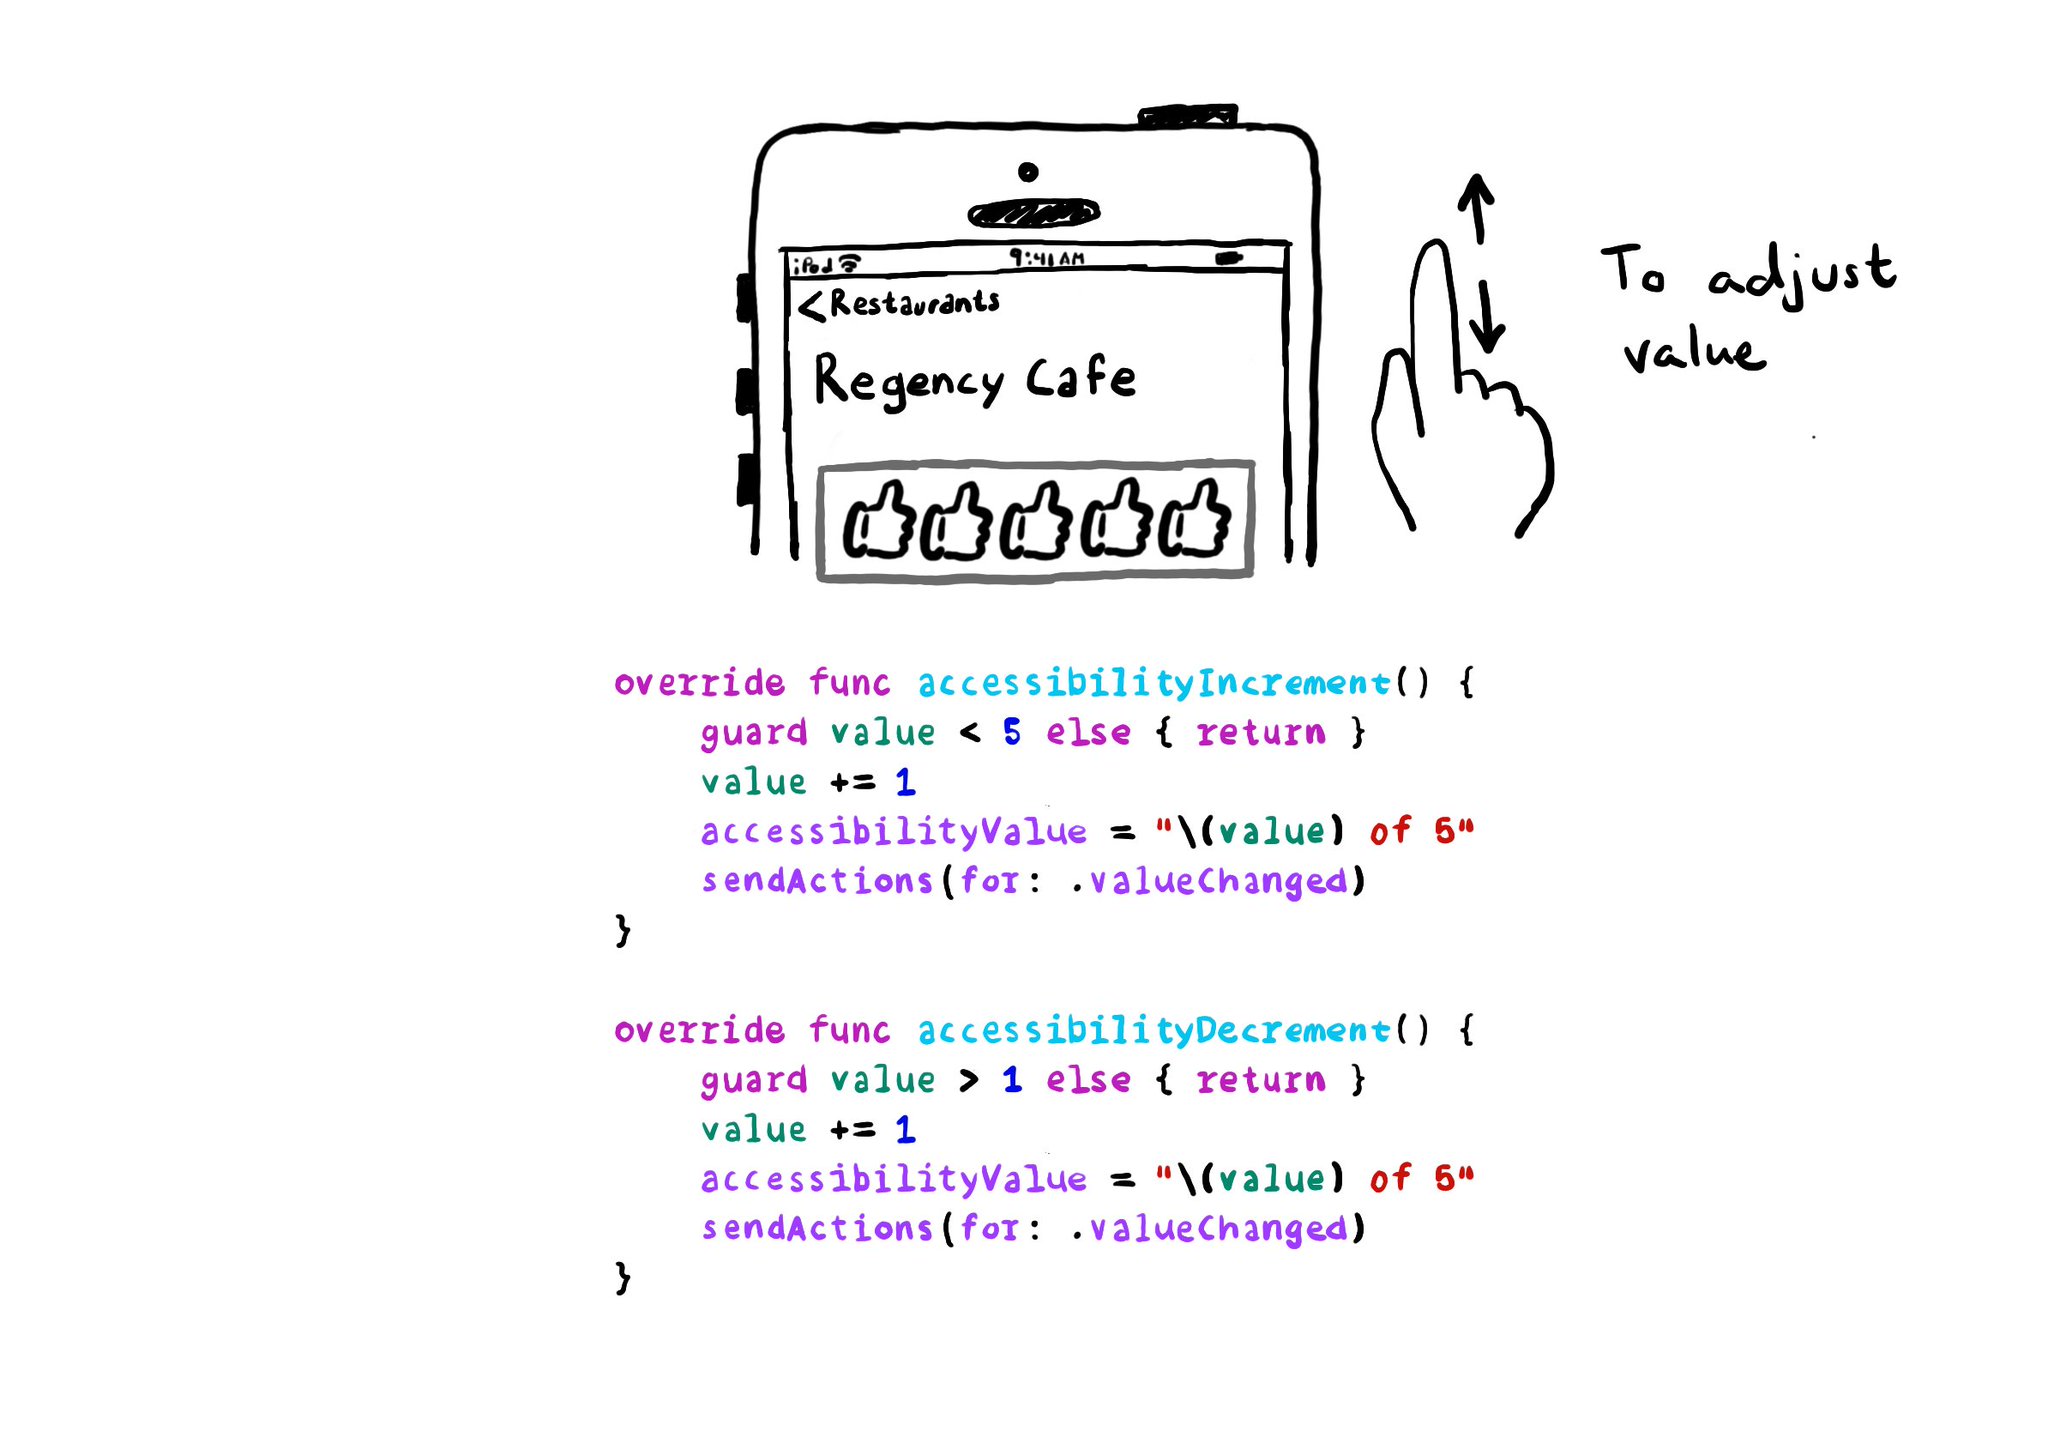 iPod 9:41 AM
<Restaurants
Regency Cafe
To adjust
value
override func accessibilityIncrement() {
    guard value < 5 else { return }
    value += 1
    accessibilityValue = "\(value) of 5"
    sendActions(for: .valueChanged)
}
override func accessibilityDecrement() {
    guard value > 1 else { return }
    value += 1
    accessibilityValue = "\(value) of 5"
    sendActions(for: .valueChanged)
}